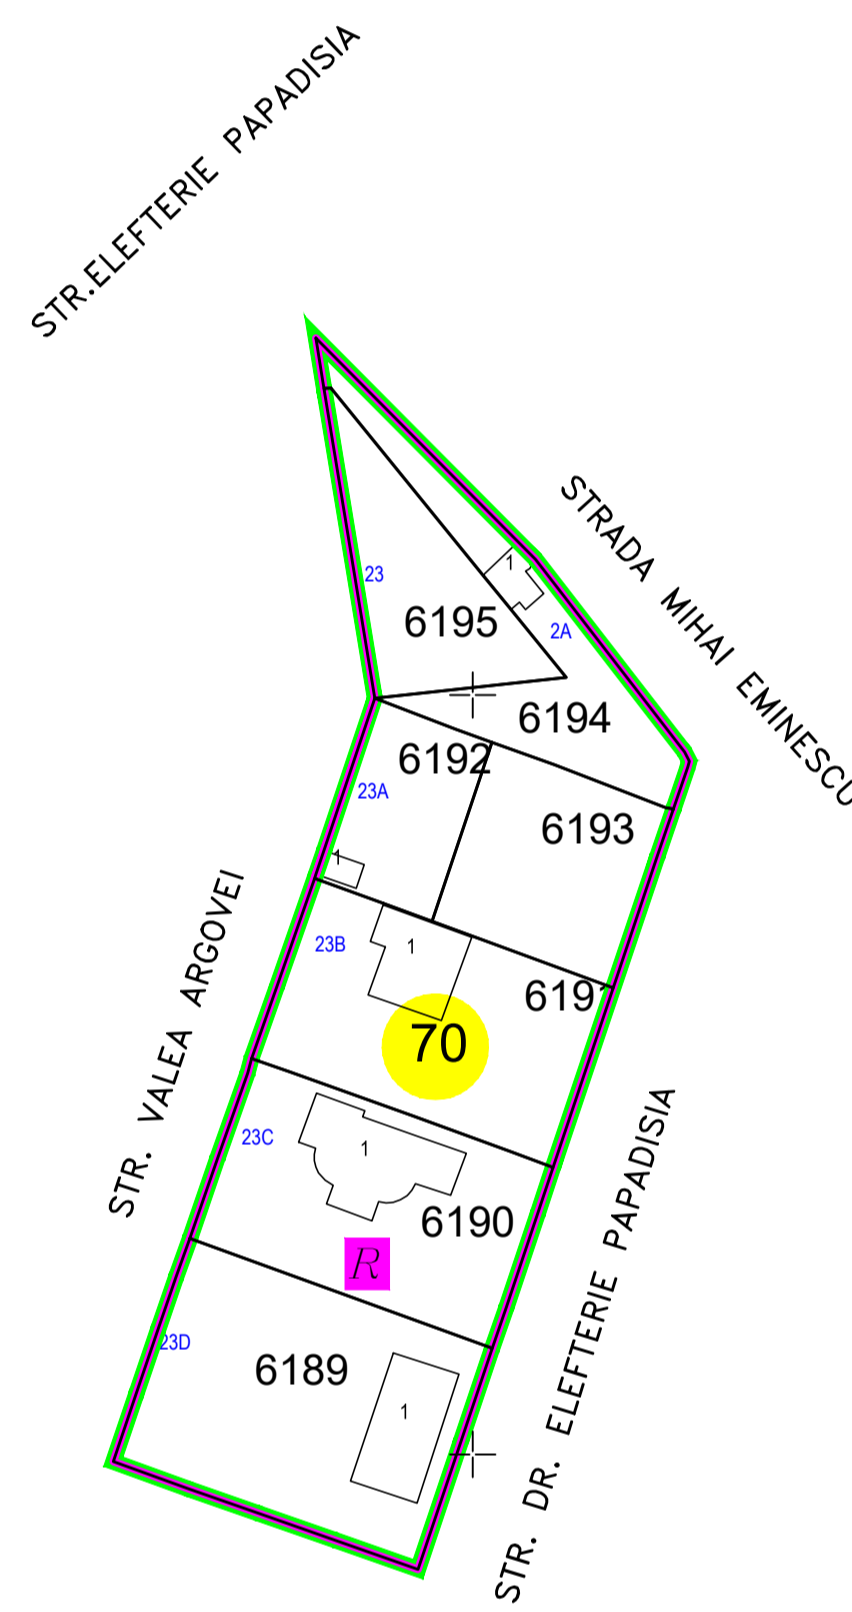 STR.ELEFTERIE PAPADISIA
STRADA MIHAI EMINESCU
1
23
6195
2A
6194
6192
23A
6193
1
STR. VALEA ARGOVEI
23B
1
6191
70
23C
1
6190
R
STR. DR. ELEFTERIE PAPADISIA
23D
6189
1